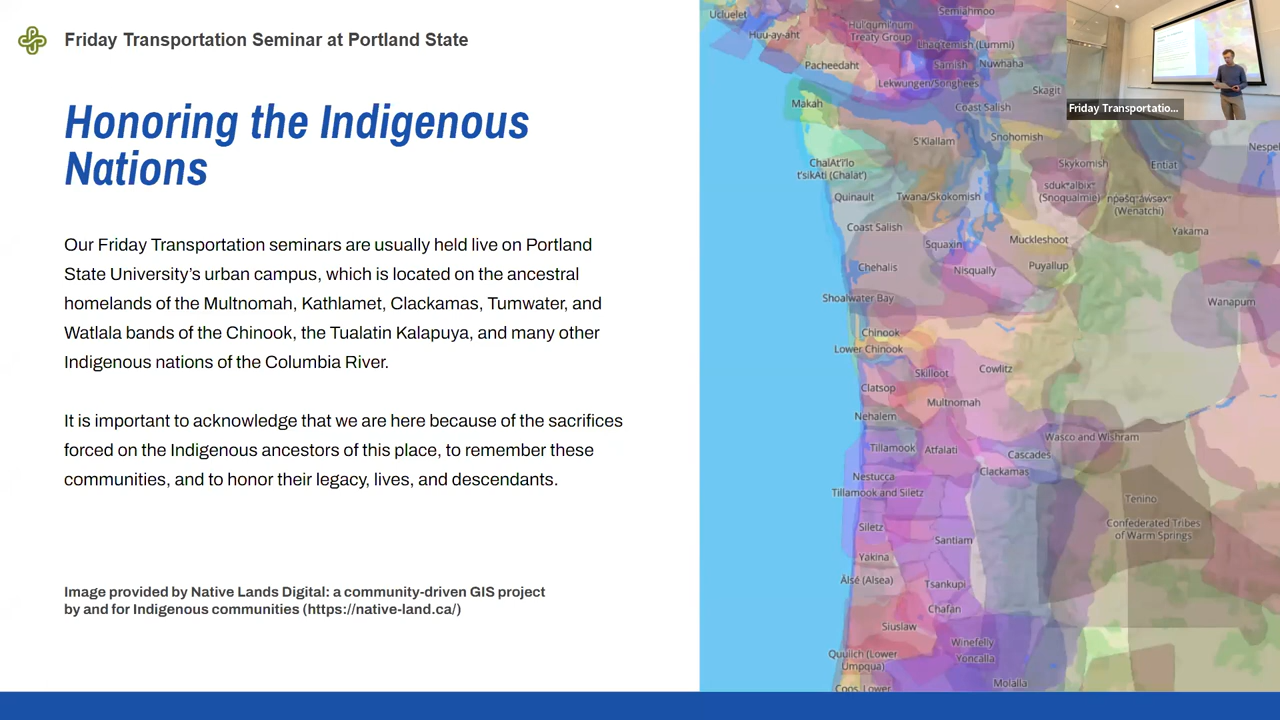 Friday Transportation Seminar at Portland State
Honoring the Indigenous
Nations
Our Friday Transportation seminars are usually held live on Portland
State University's urban campus, which is located on the ancestral
homelands of the Multnomah, Kathlamet, Clackamas, Tumwater, and
Watlala bands of the Chinook, the Tualatin Kalapuya, and many other
Indigenous nations of the Columbia River.
It is important to acknowledge that we are here because of the sacrifices
forced on the Indigenous ancestors of this place, to remember these
communities, and to honor their legacy, lives, and descendants.
Image provided by Native Lands Digital: a community-driven GIS project
by and for Indigenous communities (https://native-land.ca/)
Ucluelet
Semiahmoo
Huu-ay-aht
Hul'qumi'num
Treaty Group
Lhaq'temish (Lummi)
Pacheedaht
Samish
Nuwhaha
Lekwungen/Songhees
Skagit
Friday Transportatio...
Makah
Coast Salish
S'Klallam
Snohomish
Nespel
ChalAt'i'lo
t'sikAti (Chalat')
Skykomish
Entiat
Quinault
Twana/Skokomish
(Snoqualmie)
(Wenatchi)
Coast Salish
Squaxin
Muckleshoot
Yakama
Chehalis
Nisqually
Puyallup
Shoalwater Bay
Wanapum
Chinook
Lower Chinook
Skilloot
Cowlitz
Clatsop
Multnomah
Nehalem
Tillamook
Atfalati
Wasco and Wishram
Cascades
Nestucca
Clackamas
Tillamook and Siletz
Tenino
Siletz
Santiam
Confederated Tribes
of Warm Springs
Yakina
Älsé (Alsea)
Tsankupi
Chafan
Siuslaw
Winefelly
Quuiich (Lower
Umpqua)
Yoncalla
Molalla
Coos, Lower